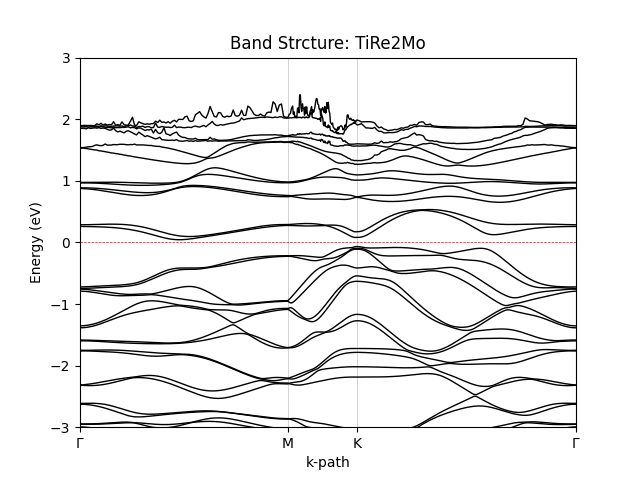 Band Strcture: TiRe2Mo
3
2
1
0
−1
−2
−3
Energy (eV)
Γ
M
K
Γ
k-path